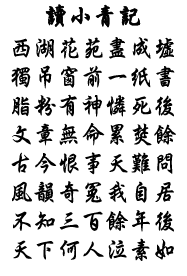 讀小青記
西湖花苑盡成墟
獨吊窗前一纸書
脂粉有神憐死後
文章無命累焚餘
古今恨事天難問
風韻奇冤我自居
不知三百餘年後
天下何人泣素如